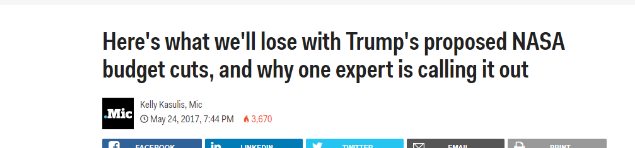 Here's what we'll lose with Trump's proposed NASA
budget cuts, and why one expert is calling it out
.Mic
Kelly Kasulis, Mic
May 24, 2017, 7:44 PM 3,670
FACEBOOK LINKEDIN TWITTER EMAIL PRINT